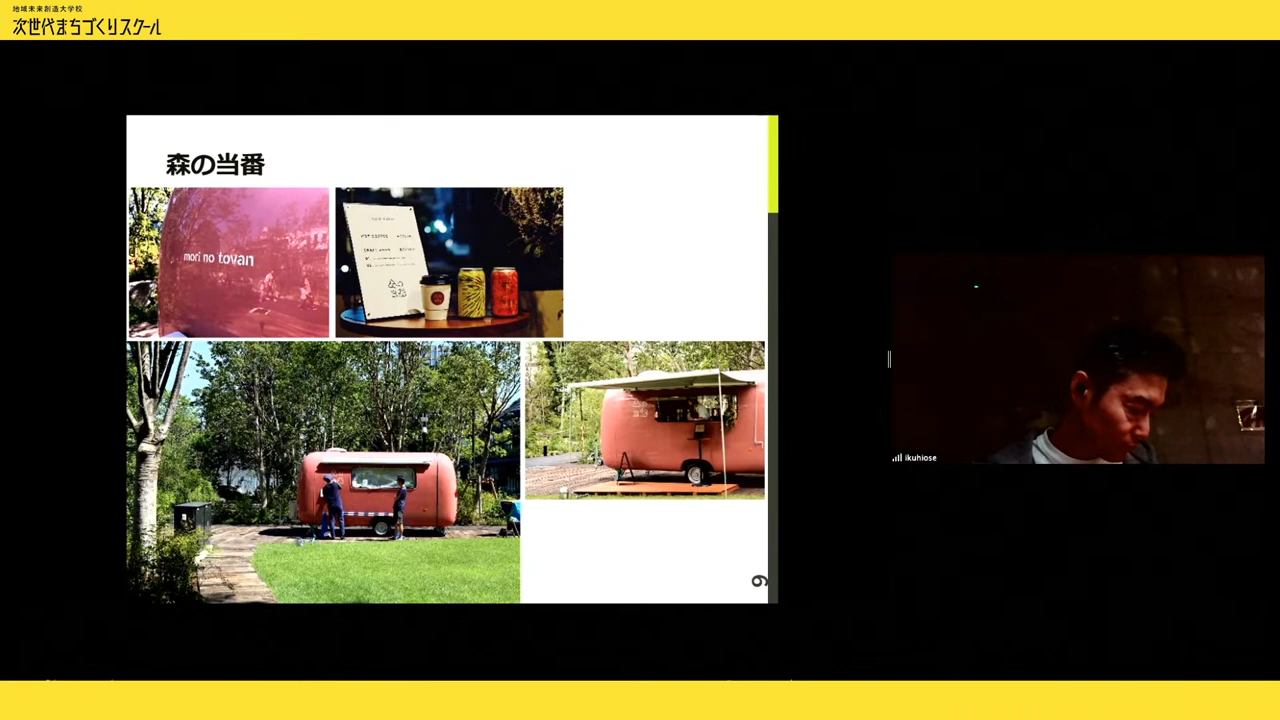 地域未来創造大学校
次世代まちづくりスクール
森の当番
mori no tovan
ikuhiose
9